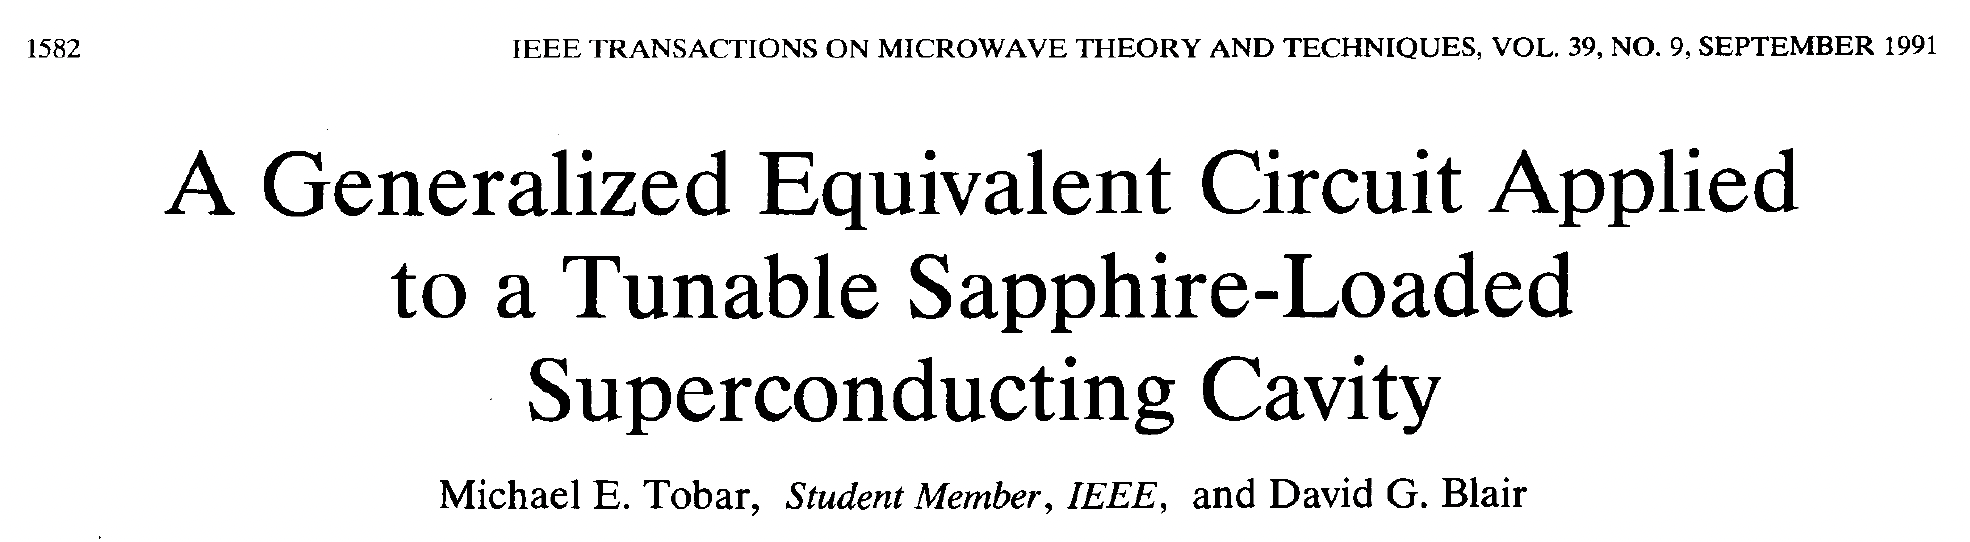 1582 IEEE TRANSACTIONS ON MICROWAVE THEORY AND TECHNIQUES, VOL. 39, NO. 9, SEPTEMBER 1991
A Generalized Equivalent Circuit Applied
to a Tunable Sapphire-Loaded
Superconducting Cavity
Michael E. Tobar, Student Member, IEEE, and David G. Blair